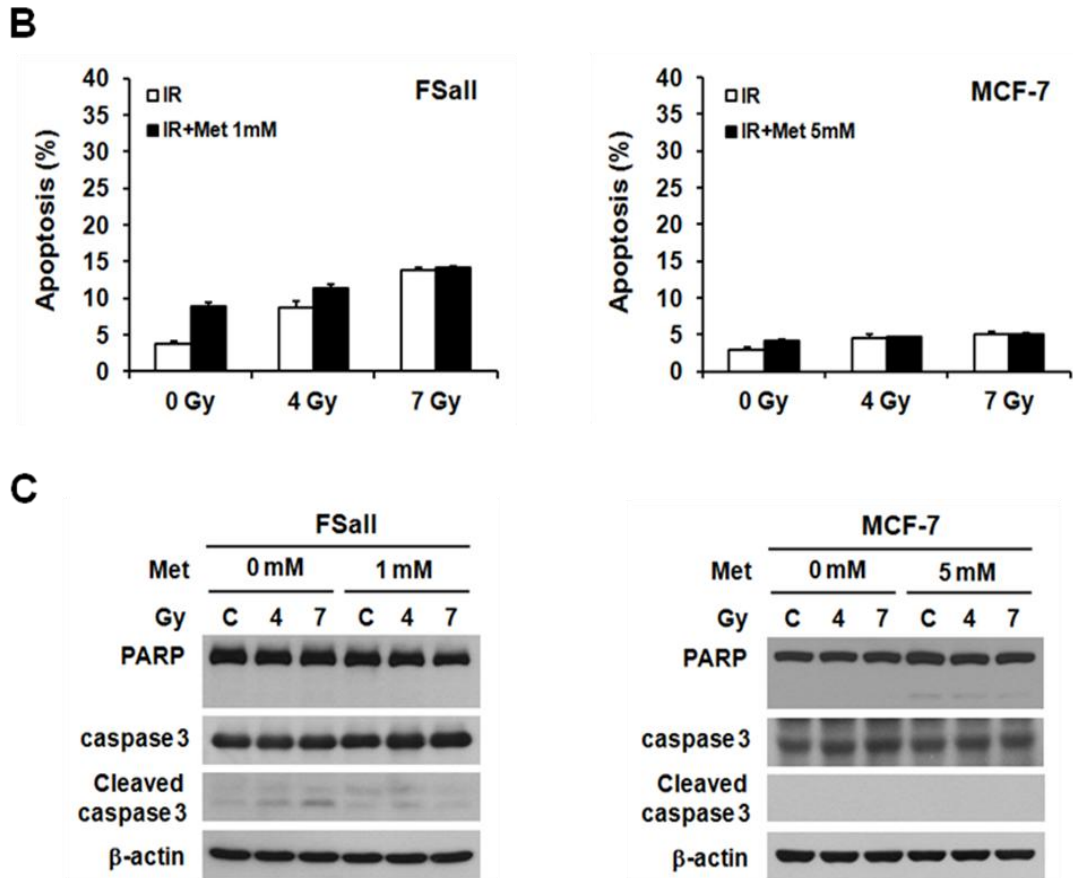 B
Apoptosis (%)
40
35
30
25
20
15
10
5
0
IR
IR+Met 1mM
FSaII
0 Gy 4 Gy 7 Gy
Apoptosis (%)
40
35
30
25
20
15
10
5
0
IR
IR+Met 5mM
MCF-7
0 Gy 4 Gy 7 Gy
C
FSaII
Met 0 mM 1 mM
Gy C 4 7 C 4 7
PARP
caspase 3
Cleaved
caspase 3
β-actin
MCF-7
Met 0 mM 5 mM
Gy C 4 7 C 4 7
PARP
caspase 3
Cleaved
caspase 3
β-actin